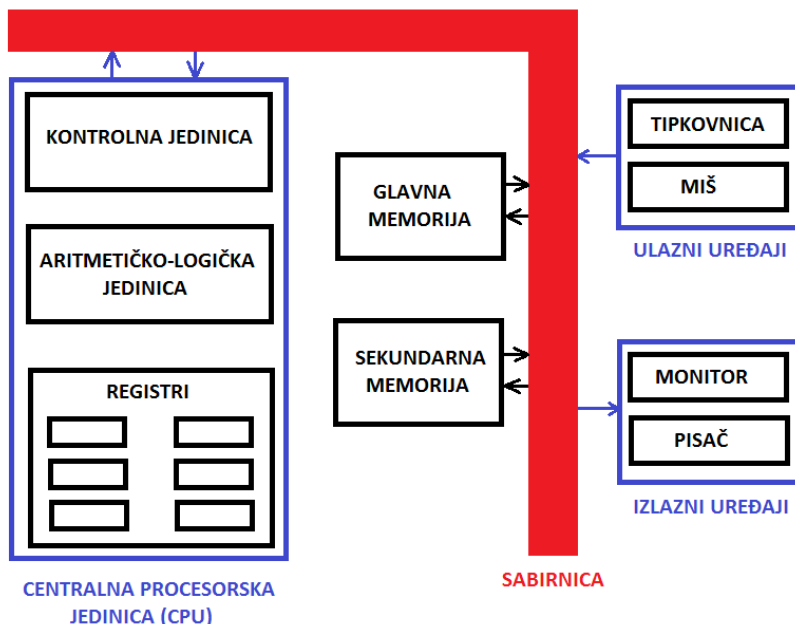 KONTROLNA JEDINICA
ARITMETIČKO-LOGIČKA
JEDINICA
REGISTRI
CENTRALNA PROCESORSKA
JEDINICA (CPU)
GLAVNA
MEMORIJA
SEKUNDARNA
MEMORIJA
SABIRNICA
TIPKOVNICA
MIŠ
ULAZNI UREĐAJI
MONITOR
PISAČ
IZLAZNI UREĐAJI